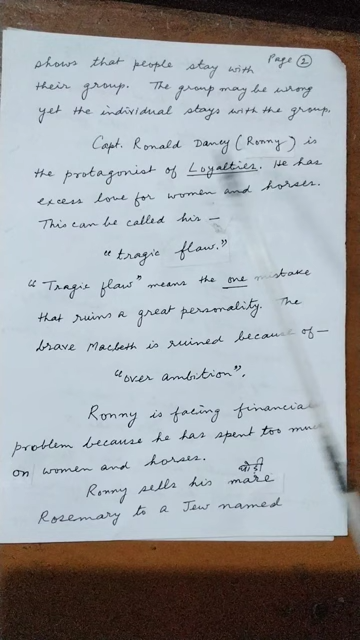 Page 2
shows that people stay with
their group. The group may be wrong
yet the individual stays with the group.
Capt. Ronald Dancy (Ronny) is
the protagonist of Loyalties. He has
excess love for women and horses.
This can be called his —
"tragic flaw."
"Tragic flaw" means the one mistake
that ruins a great personality. The
brave Macbeth is ruined because of —
"over ambition".
Ronny is facing financial
problem because he has spent too much
on women and horses.
घोड़ी
Ronny sells his mare
Rosemary to a Jew named